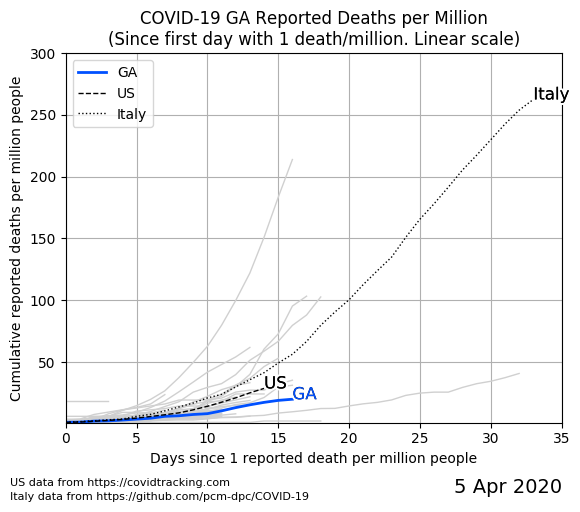 COVID-19 GA Reported Deaths per Million
(Since first day with 1 death/million. Linear scale)
300
250
200
150
100
50
Cumulative reported deaths per million people
GA
US
Italy
Italy
US
GA
0 5 10 15 20 25 30 35
Days since 1 reported death per million people
US data from https://covidtracking.com
Italy data from https://github.com/pcm-dpc/COVID-19
5 Apr 2020